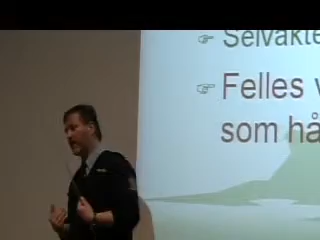 ☞ Selvakte
☞ Felles v
som hå